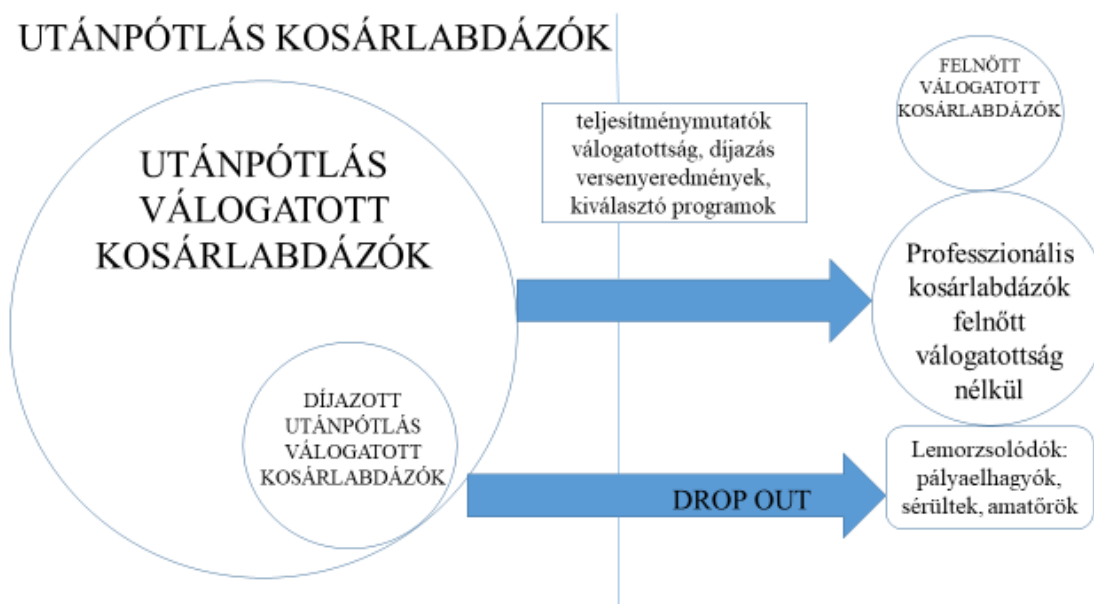 UTÁNPÓTLÁS KOSÁRLABDÁZÓK
UTÁNPÓTLÁS
VÁLOGATOTT
KOSÁRLABDÁZÓK
DÍJAZOTT
UTÁNPÓTLÁS
VÁLOGATOTT
KOSÁRLABDÁZÓK
teljesítménymutatók
válogatottság, díjazás
versenyeredmények,
kiválasztó programok
DROP OUT
FELNŐTT
VÁLOGATOTT
KOSÁRLABDÁZÓK
Professzionális
kosárlabdázók
felnőtt
válogatottság
nélkül
Lemorzsolódók:
pályaelhagyók,
sérültek, amatőrök